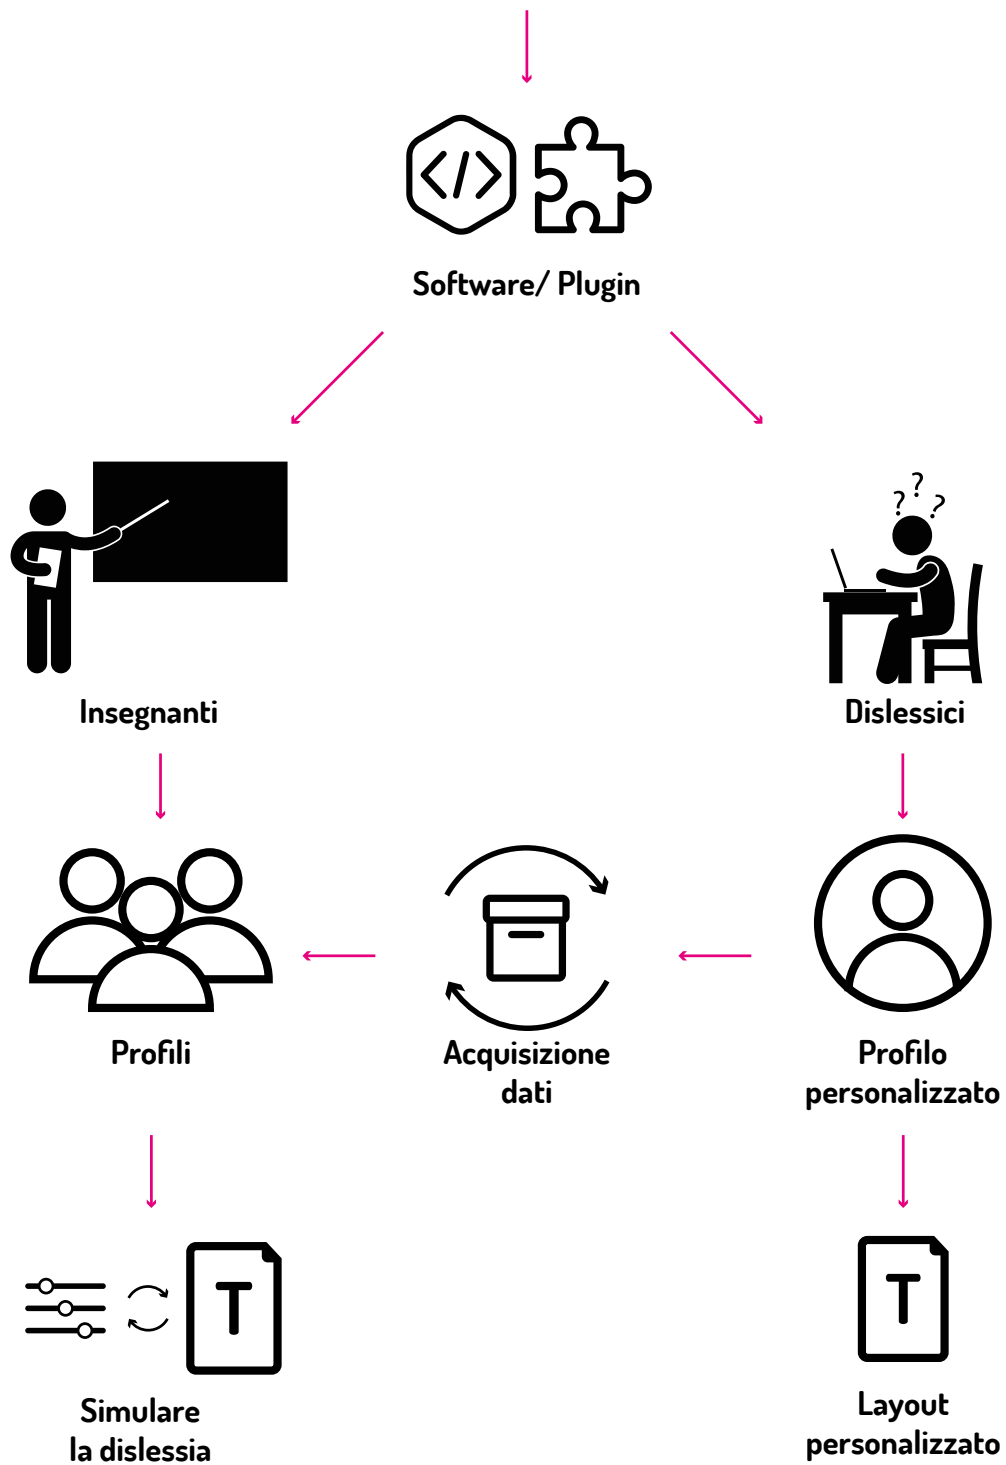 </>
Software/ Plugin
? ? ?
Insegnanti
Dislessici
Profili
Acquisizione
dati
Profilo
personalizzato
T
T
Simulare
la dislessia
Layout
personalizzato